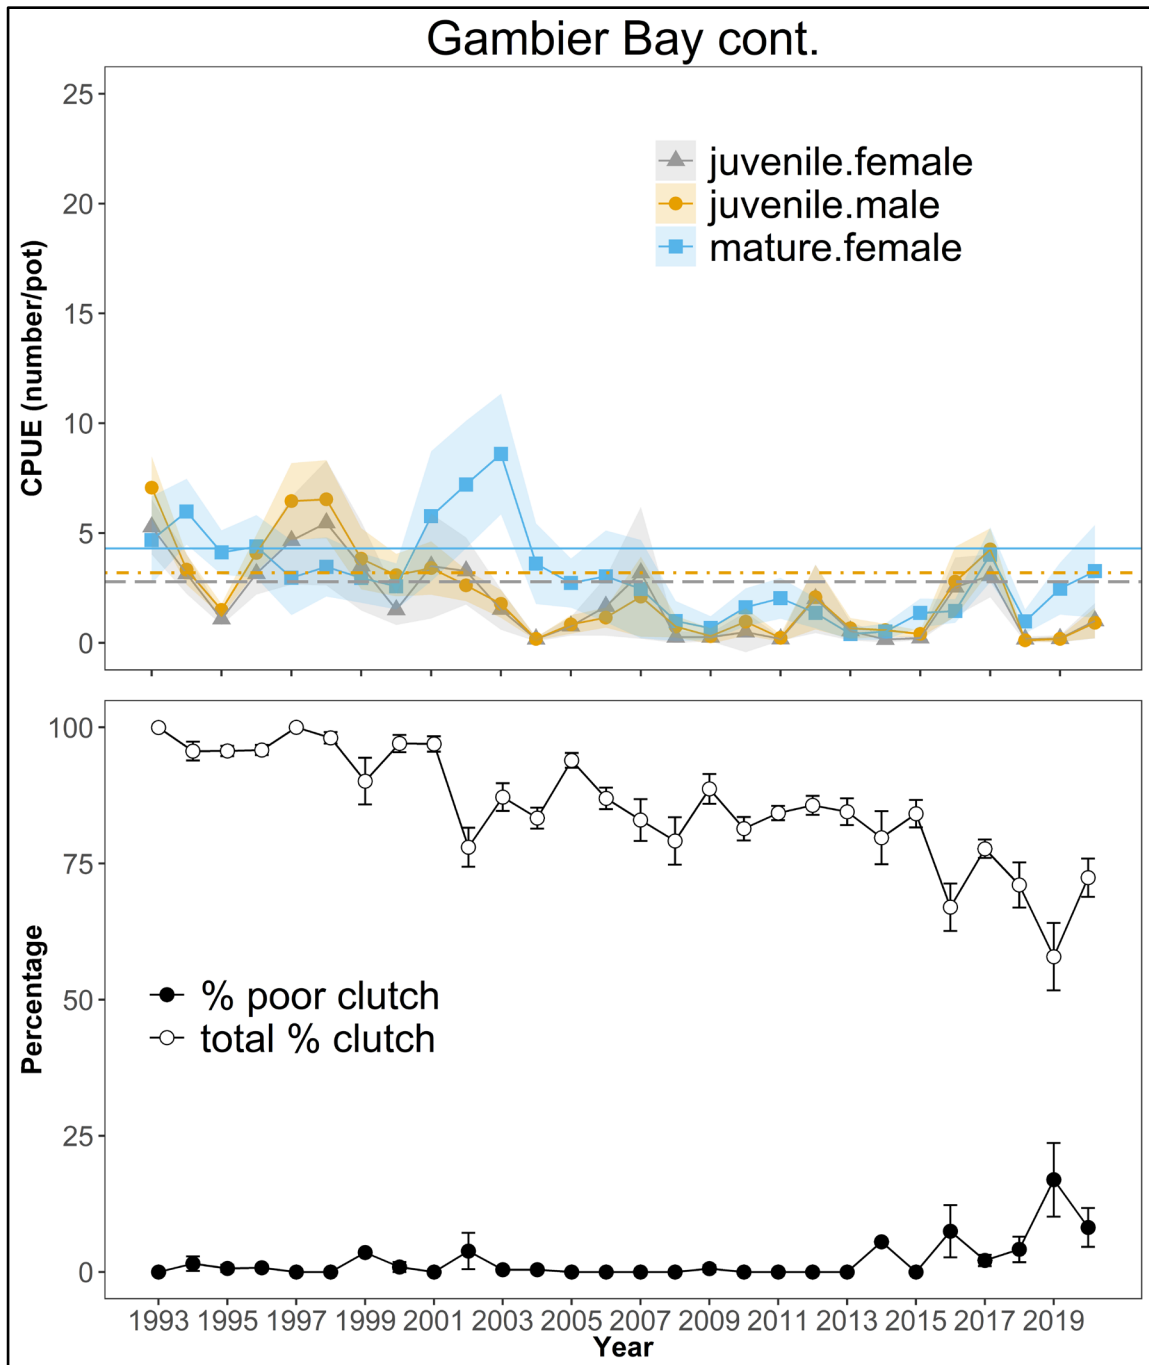 Gambier Bay cont.
CPUE (number/pot)
25
20
15
10
5
0
juvenile.female
juvenile.male
mature.female
Percentage
100
75
50
25
0
% poor clutch
total % clutch
1993 1995 1997 1999 2001 2003 2005 2007 2009 2011 2013 2015 2017 2019
Year